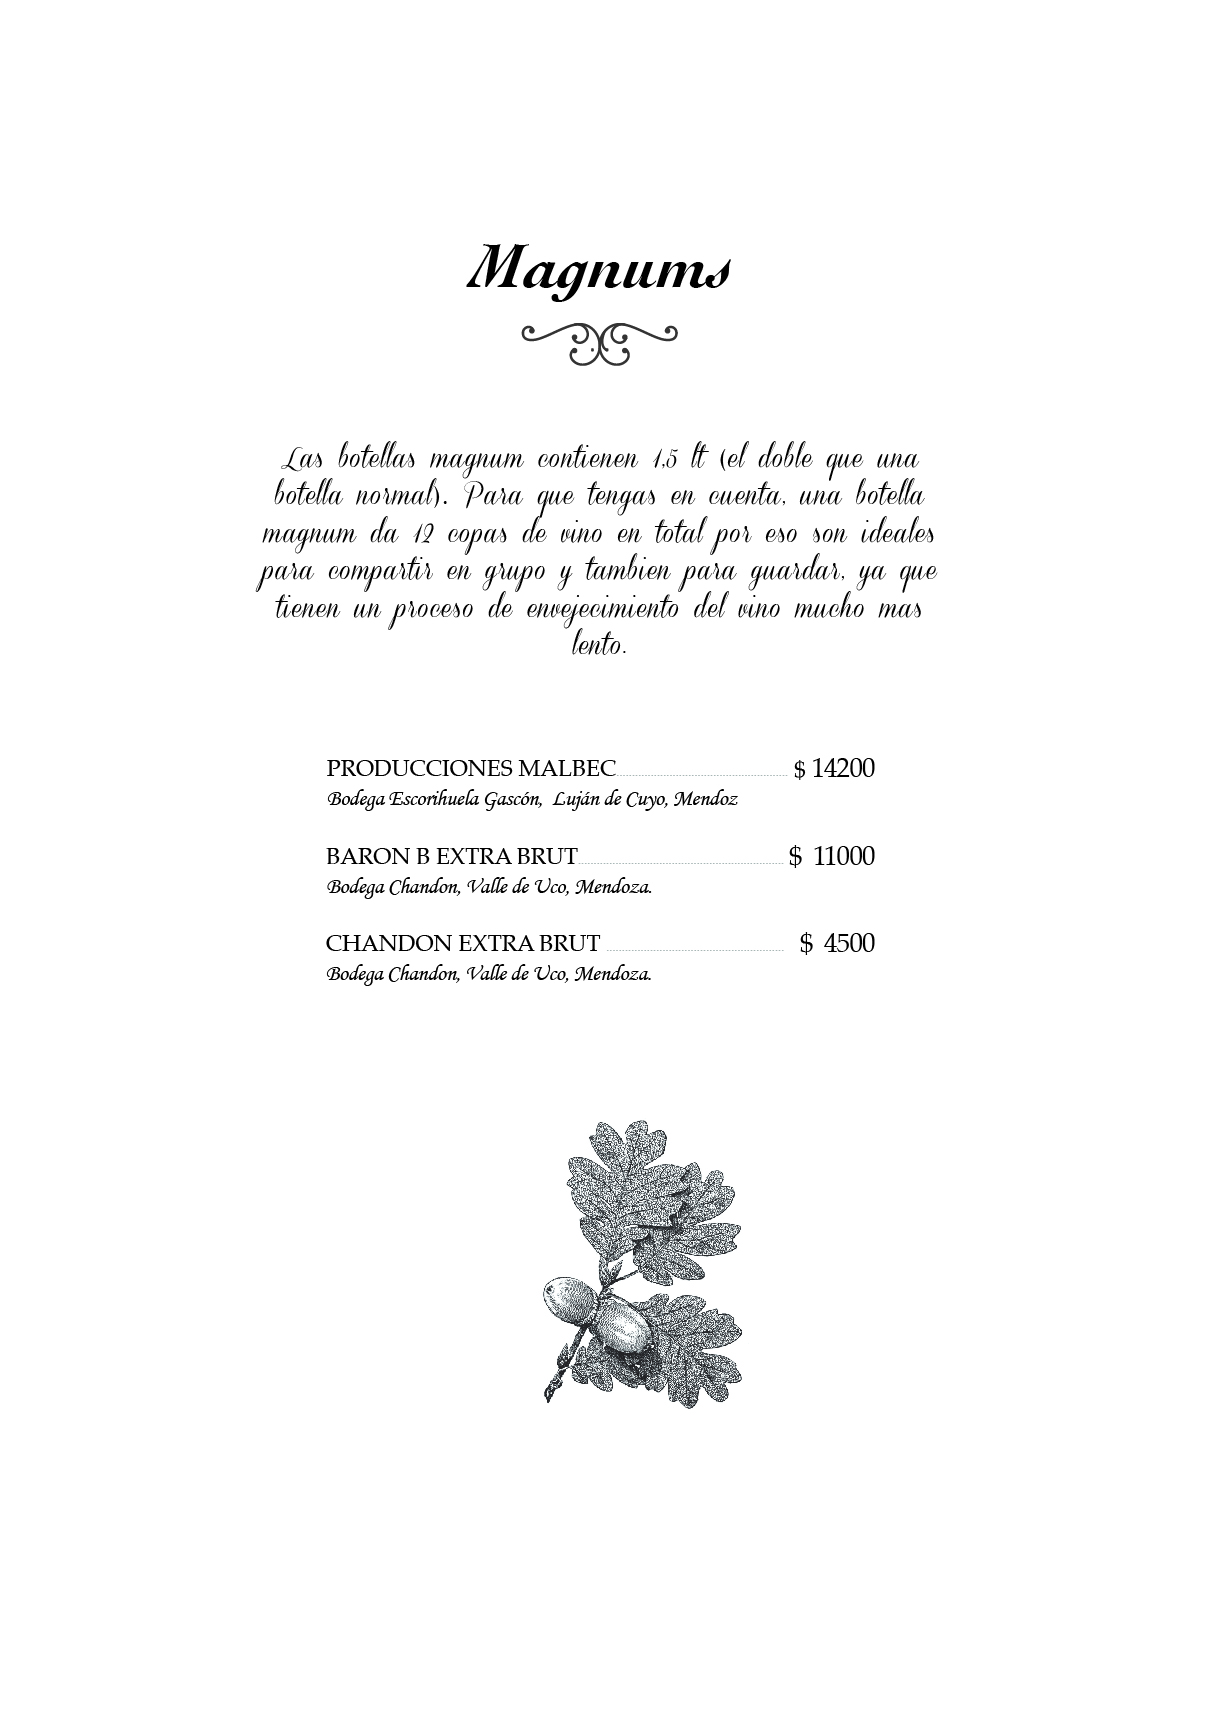 Magnums
Las botellas magnum contienen 1,5 lt (el doble que una
botella normal). Para que tengas en cuenta, una botella
magnum da 12 copas de vino en total por eso son ideales
para compartir en grupo y tambien para guardar, ya que
tienen un proceso de envejecimiento del vino mucho mas
lento.
PRODUCCIONES MALBEC $ 14200
Bodega Escorihuela Gascón, Luján de Cuyo, Mendoz
BARON B EXTRA BRUT $ 11000
Bodega Chandon, Valle de Uco, Mendoza.
CHANDON EXTRA BRUT $ 4500
Bodega Chandon, Valle de Uco, Mendoza.